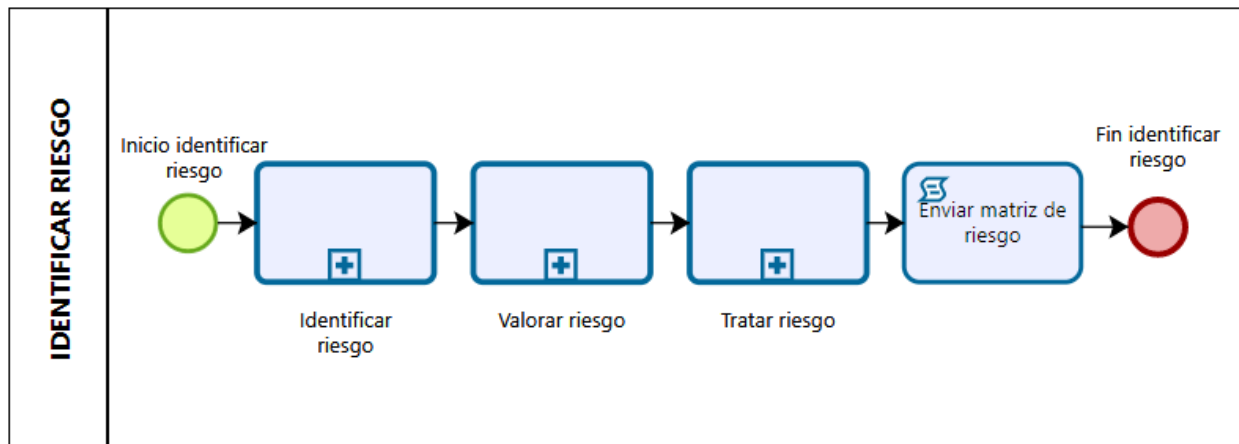 IDENTIFICAR RIESGO
Inicio identificar
riesgo
Identificar
riesgo
Valorar riesgo
Tratar riesgo
Enviar matriz de
riesgo
Fin identificar
riesgo